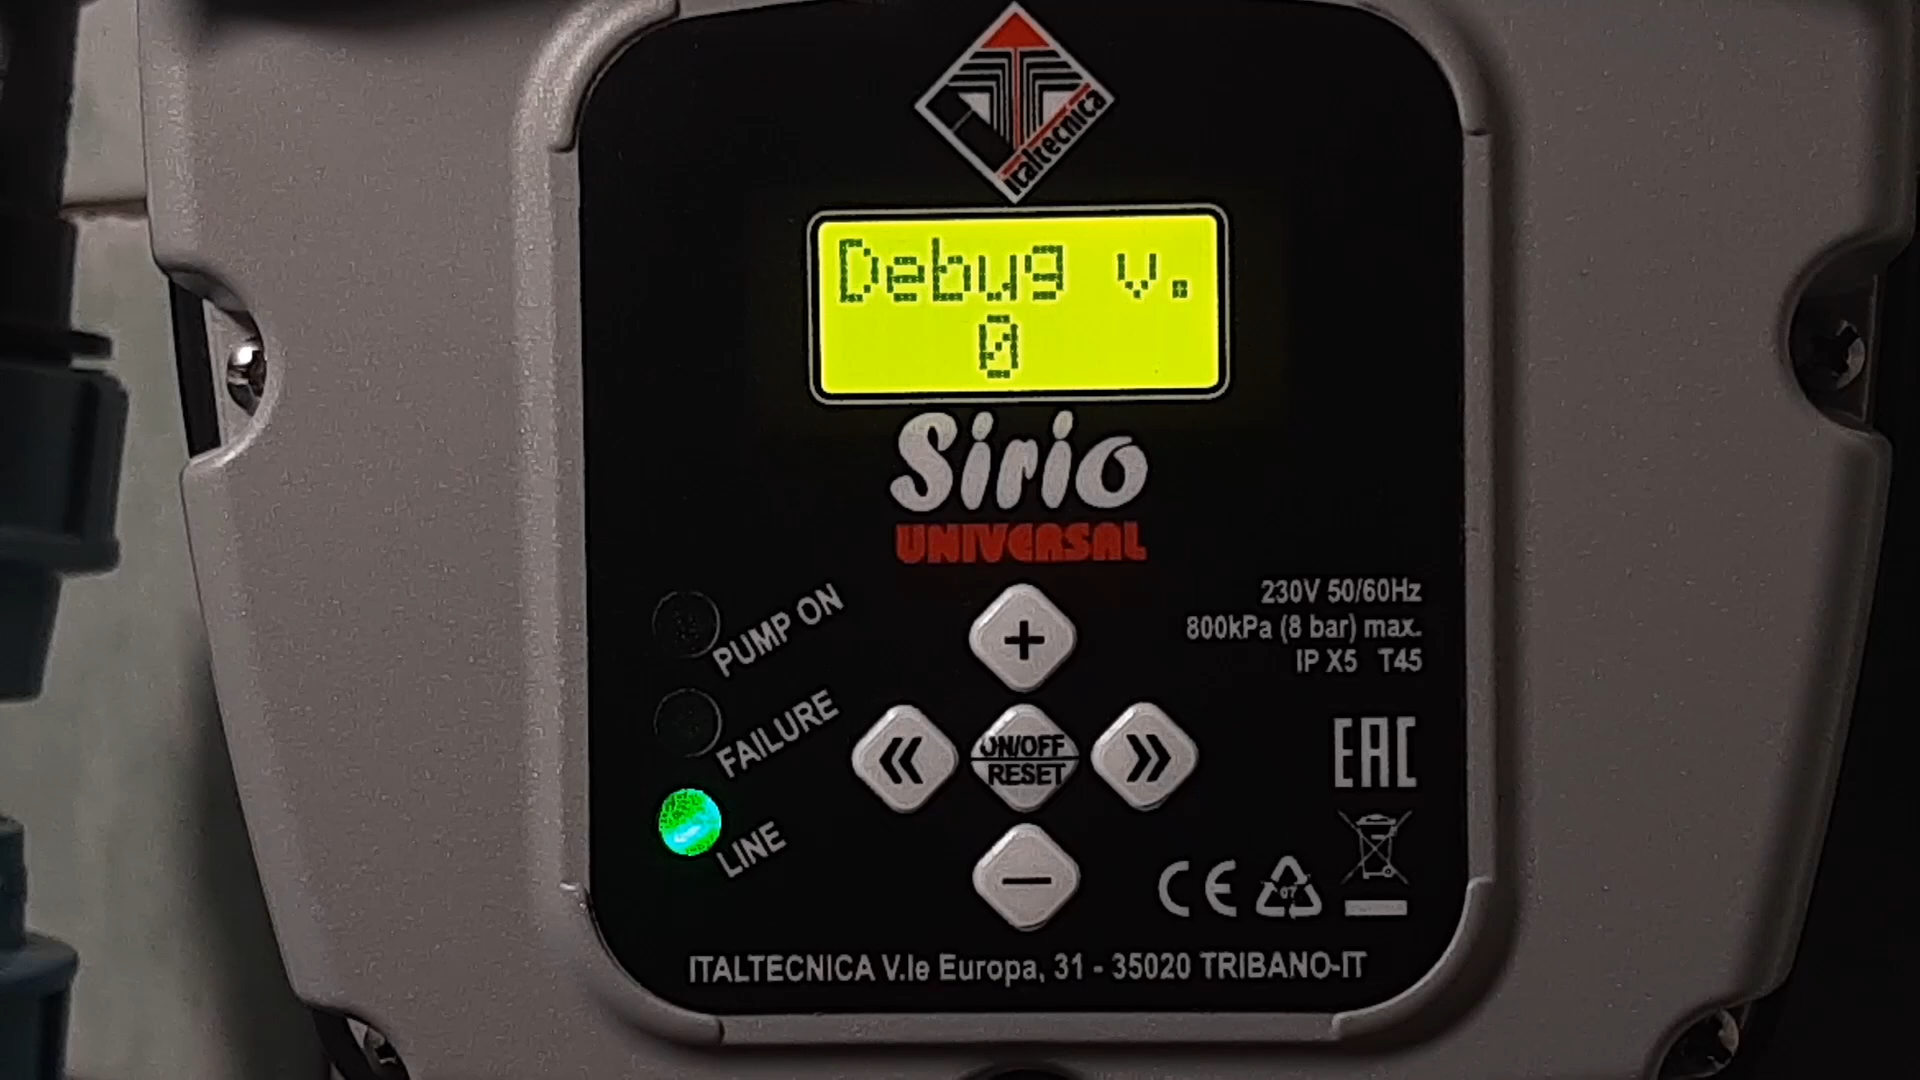 Italtecnica
Debug v.
0
Sirio
UNIVERSAL
PUMP ON
FAILURE
LINE
+
«
ON/OFF
RESET
»
−
230V 50/60Hz
800kPa (8 bar) max.
IP X5 T45
EAC
CE
07
ITALTECNICA V.le Europa, 31 - 35020 TRIBANO-IT